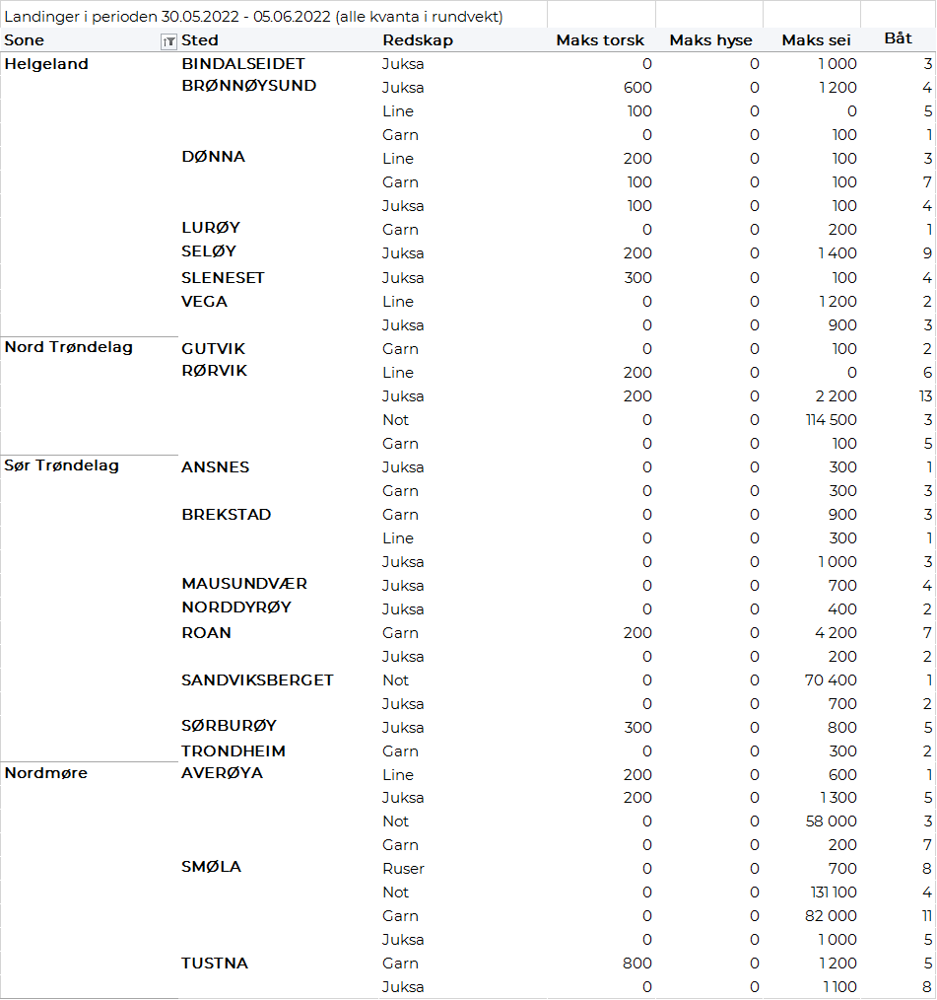 Landinger i perioden 30.05.2022 - 05.06.2022 (alle kvanta i rundvekt)
Sone Sted Redskap Maks torsk Maks hyse Maks sei Båt
Helgeland BINDALSEIDET Juksa 0 0 1 000 3
BRØNNØYSUND Juksa 600 0 1 200 4
Line 100 0 0 5
Garn 0 0 100 1
DØNNA Line 200 0 100 3
Garn 100 0 100 7
Juksa 100 0 100 4
LURØY Garn 0 0 200 1
SELØY Juksa 200 0 1 400 9
SLENESET Juksa 300 0 100 4
VEGA Line 0 0 1 200 2
Juksa 0 0 900 3
Nord Trøndelag GUTVIK Garn 0 0 100 2
RØRVIK Line 200 0 0 6
Juksa 200 0 2 200 13
Not 0 0 114 500 3
Garn 0 0 100 5
Sør Trøndelag ANSNES Juksa 0 0 300 1
Garn 0 0 300 3
BREKSTAD Garn 0 0 900 3
Line 0 0 300 1
Juksa 0 0 1 000 3
MAUSUNDVÆR Juksa 0 0 700 4
NORDDYRØY Juksa 0 0 400 2
ROAN Garn 200 0 4 200 7
Juksa 0 0 200 2
SANDVIKSBERGET Not 0 0 70 400 1
Juksa 0 0 700 2
SØRBURØY Juksa 300 0 800 5
TRONDHEIM Garn 0 0 300 2
Nordmøre AVERØYA Line 200 0 600 1
Juksa 200 0 1 300 5
Not 0 0 58 000 3
Garn 0 0 200 7
SMØLA Ruser 0 0 700 8
Not 0 0 131 100 4
Garn 0 0 82 000 11
Juksa 0 0 1 000 5
TUSTNA Garn 800 0 1 200 5
Juksa 0 0 1 100 8